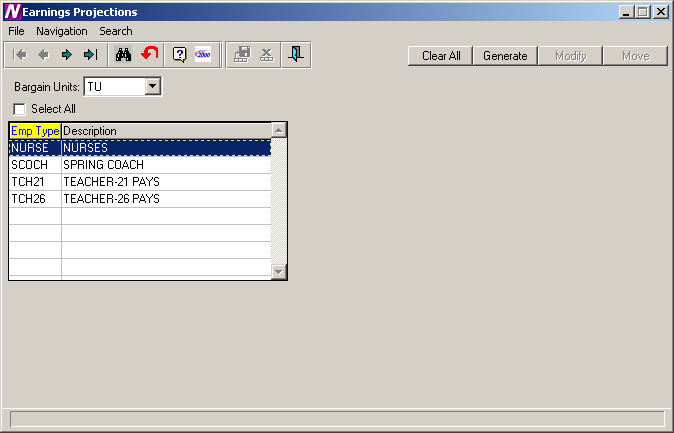 Earnings Projections
File Navigation Search
2000
Clear All Generate Modify Move
Bargain Units: TU
Select All
Emp Type Description
NURSE NURSES
SCOCH SPRING COACH
TCH21 TEACHER-21 PAYS
TCH26 TEACHER-26 PAYS